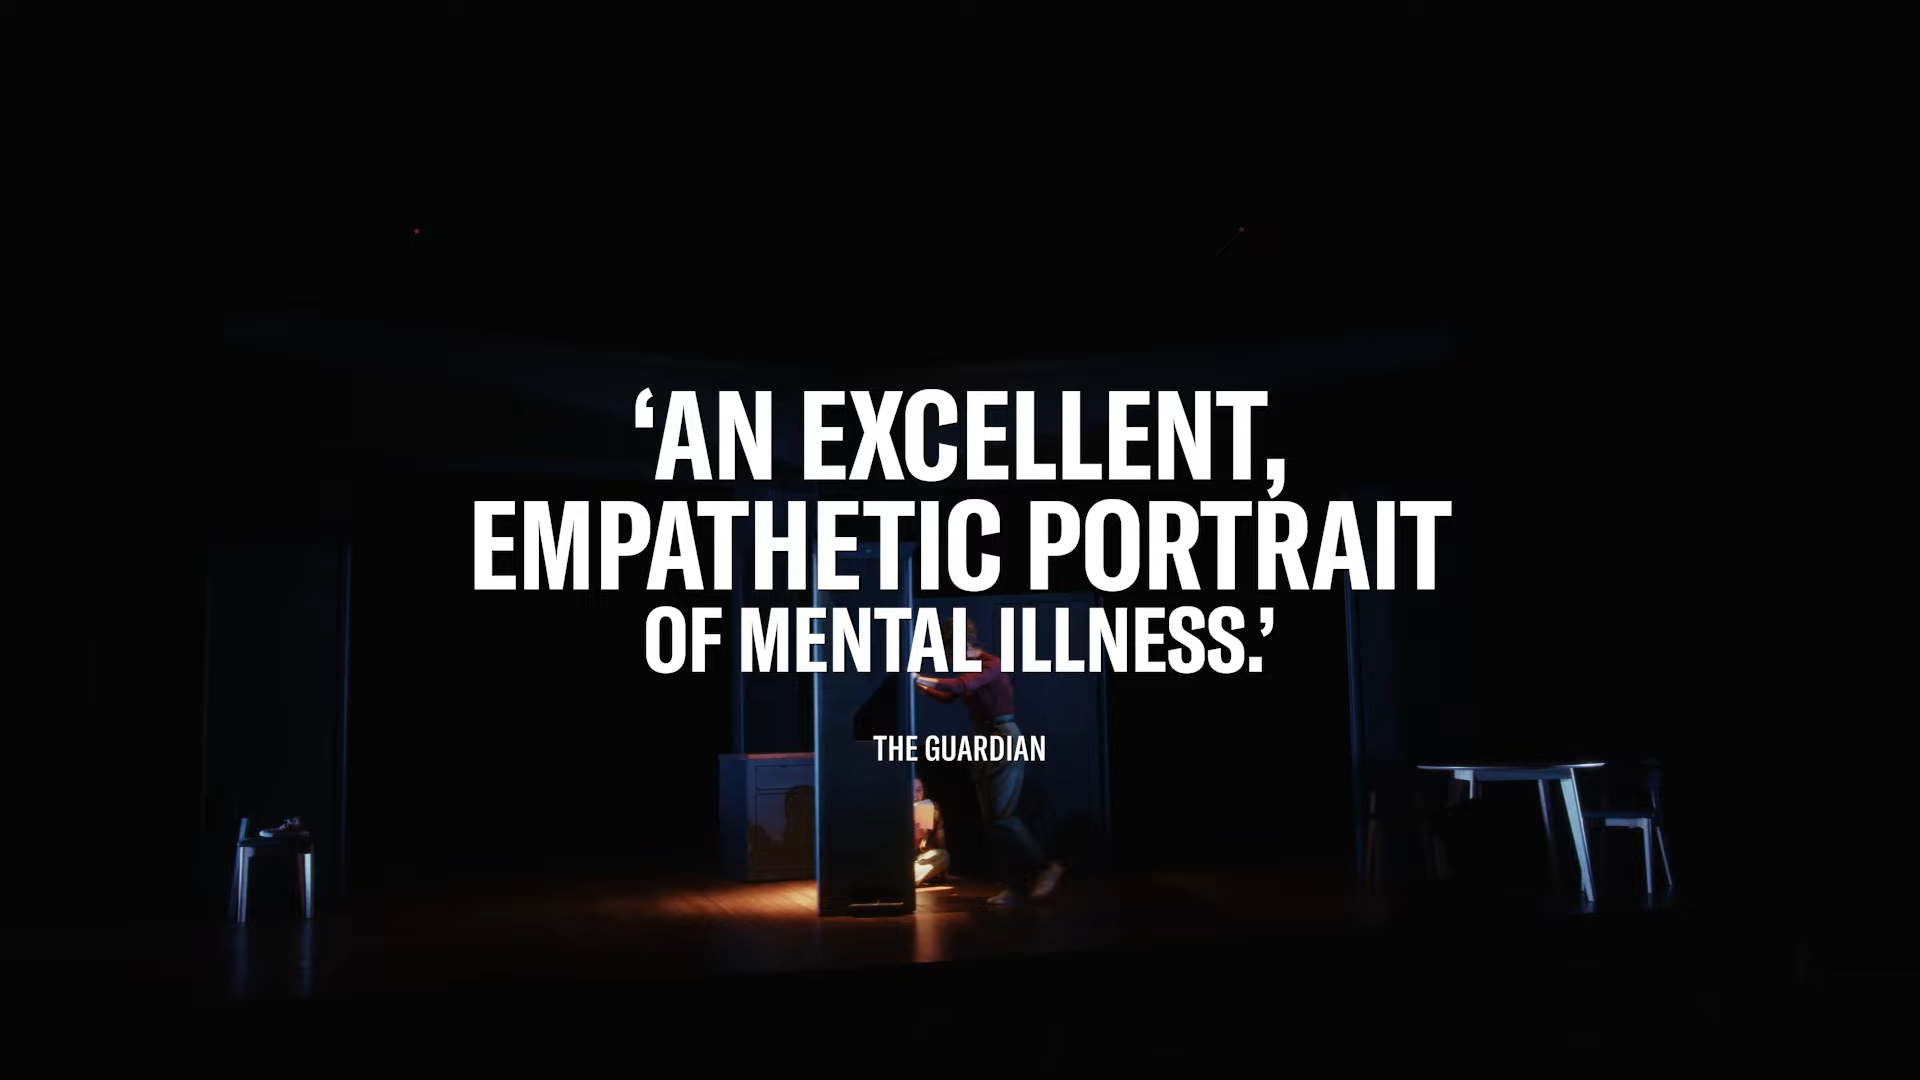 ‘AN EXCELLENT,
EMPATHETIC PORTRAIT
OF MENTAL ILLNESS.’
THE GUARDIAN